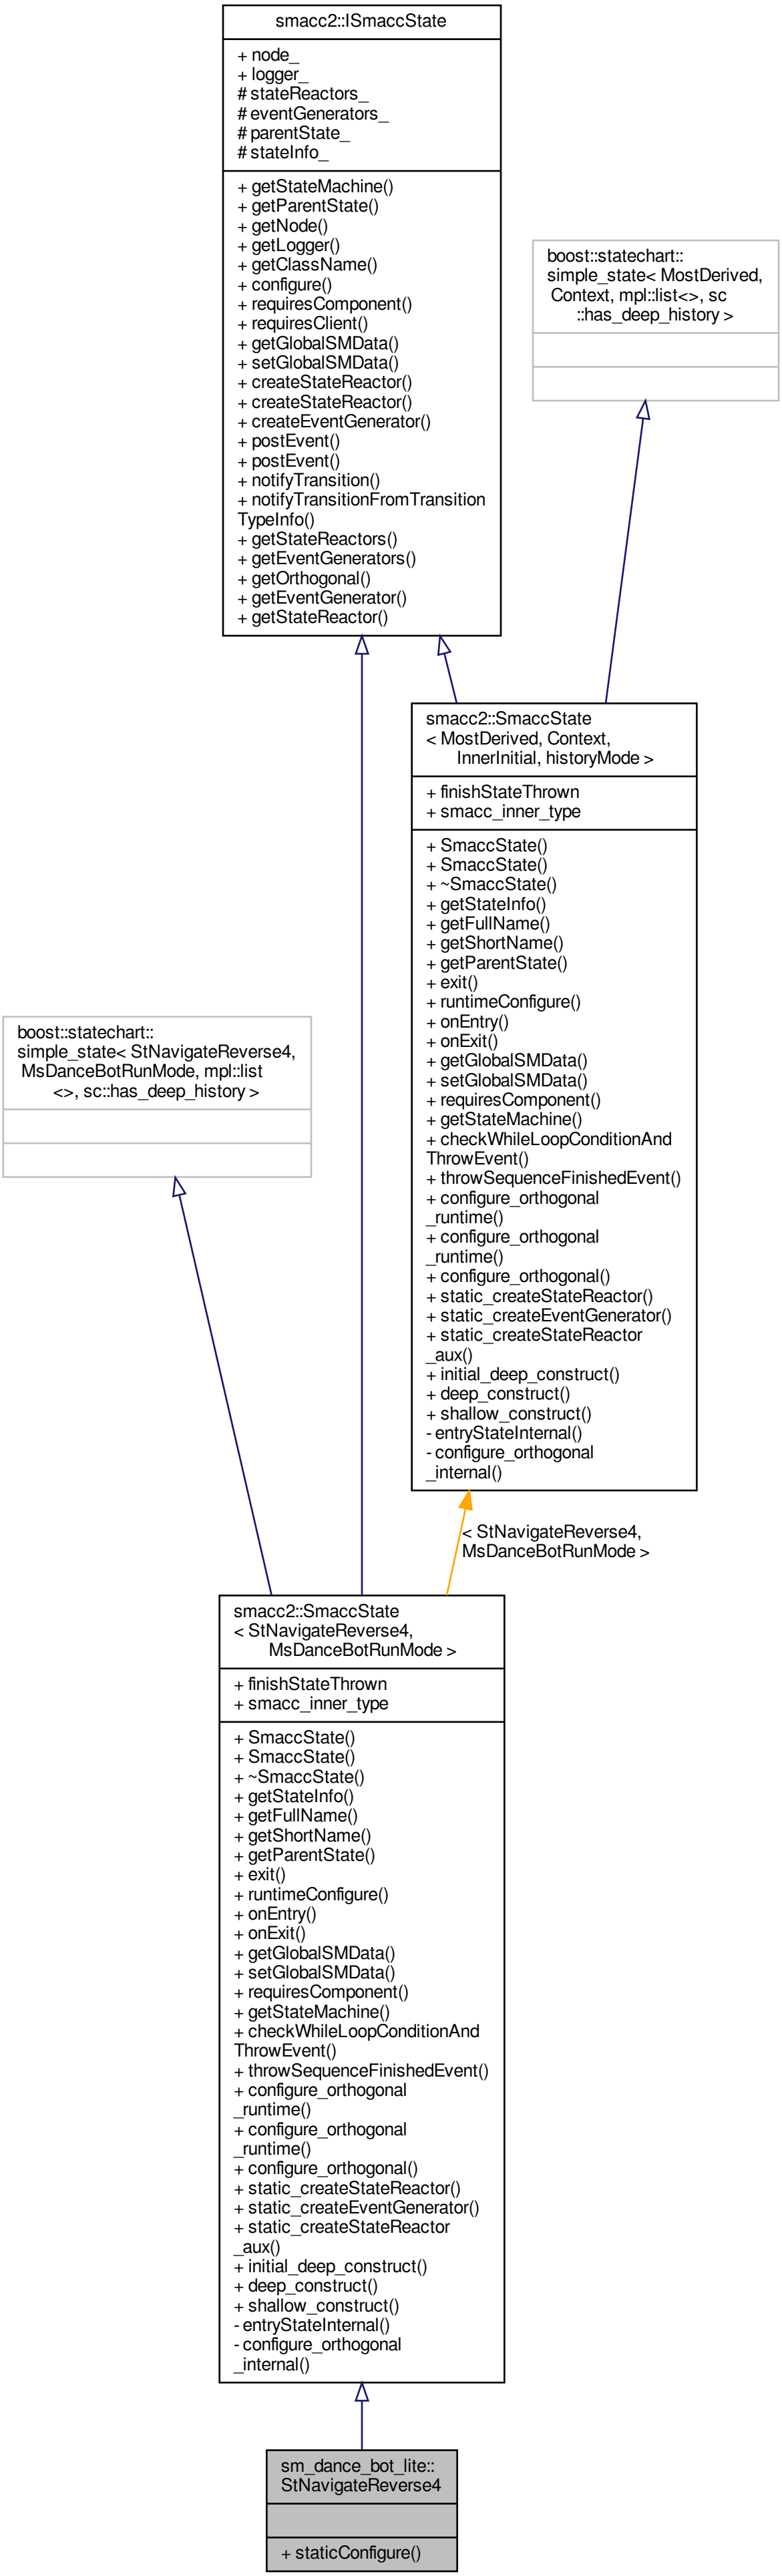 smacc2::ISmaccState
+ node_
+ logger_
# stateReactors_
# eventGenerators_
# parentState_
# stateInfo_
+ getStateMachine()
+ getParentState()
+ getNode()
+ getLogger()
+ getClassName()
+ configure()
+ requiresComponent()
+ requiresClient()
+ getGlobalSMData()
+ setGlobalSMData()
+ createStateReactor()
+ createStateReactor()
+ createEventGenerator()
+ postEvent()
+ postEvent()
+ notifyTransition()
+ notifyTransitionFromTransition
TypeInfo()
+ getStateReactors()
+ getEventGenerators()
+ getOrthogonal()
+ getEventGenerator()
+ getStateReactor()
boost::statechart::
simple_state< MostDerived,
Context, mpl::list<>, sc
::has_deep_history >
smacc2::SmaccState
< MostDerived, Context,
InnerInitial, historyMode >
+ finishStateThrown
+ smacc_inner_type
+ SmaccState()
+ SmaccState()
+ ~SmaccState()
+ getStateInfo()
+ getFullName()
+ getShortName()
+ getParentState()
+ exit()
+ runtimeConfigure()
+ onEntry()
+ onExit()
+ getGlobalSMData()
+ setGlobalSMData()
+ requiresComponent()
+ getStateMachine()
+ checkWhileLoopConditionAnd
ThrowEvent()
+ throwSequenceFinishedEvent()
+ configure_orthogonal
_runtime()
+ configure_orthogonal
_runtime()
+ configure_orthogonal()
+ static_createStateReactor()
+ static_createEventGenerator()
+ static_createStateReactor
_aux()
+ initial_deep_construct()
+ deep_construct()
+ shallow_construct()
- entryStateInternal()
- configure_orthogonal
_internal()
boost::statechart::
simple_state< StNavigateReverse4,
MsDanceBotRunMode, mpl::list
<>, sc::has_deep_history >
< StNavigateReverse4,
MsDanceBotRunMode >
smacc2::SmaccState
< StNavigateReverse4,
MsDanceBotRunMode >
+ finishStateThrown
+ smacc_inner_type
+ SmaccState()
+ SmaccState()
+ ~SmaccState()
+ getStateInfo()
+ getFullName()
+ getShortName()
+ getParentState()
+ exit()
+ runtimeConfigure()
+ onEntry()
+ onExit()
+ getGlobalSMData()
+ setGlobalSMData()
+ requiresComponent()
+ getStateMachine()
+ checkWhileLoopConditionAnd
ThrowEvent()
+ throwSequenceFinishedEvent()
+ configure_orthogonal
_runtime()
+ configure_orthogonal
_runtime()
+ configure_orthogonal()
+ static_createStateReactor()
+ static_createEventGenerator()
+ static_createStateReactor
_aux()
+ initial_deep_construct()
+ deep_construct()
+ shallow_construct()
- entryStateInternal()
- configure_orthogonal
_internal()
sm_dance_bot_lite::
StNavigateReverse4
+ staticConfigure()